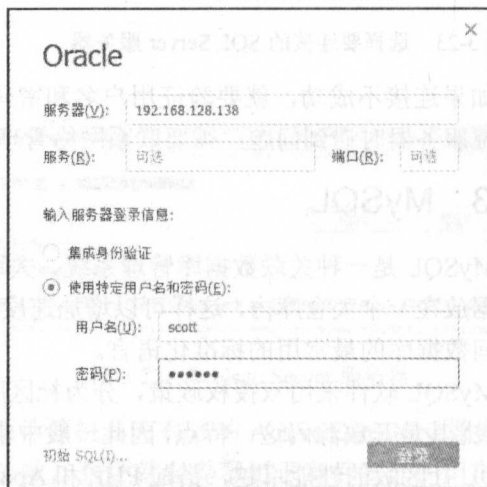 Oracle
服务器(V): 192.168.128.138
服务(R): 可选 端口(R): 可选
输入服务器登录信息:
集成身份验证
使用特定用户名和密码(E):
用户名(U): scott
密码(P): ●●●●●●
初始 SQL(I)...
登录